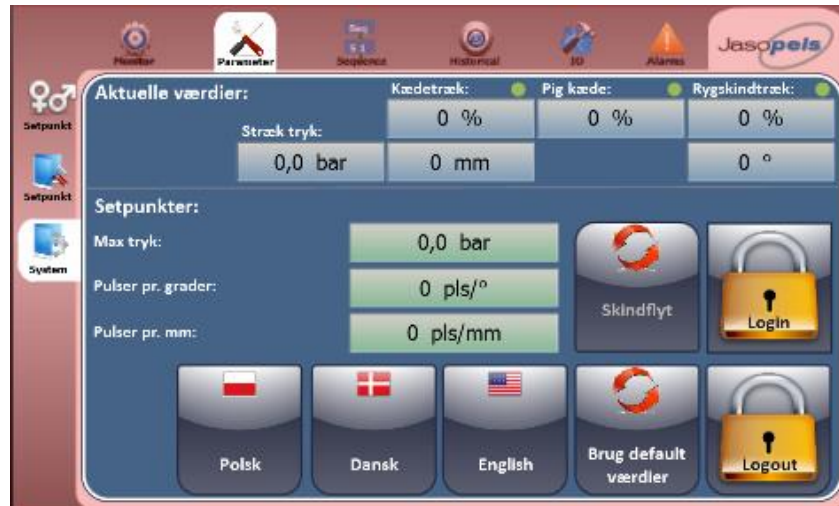 Monitor
Parameter
Sequence
Historical
IO
Alarms
Jasopels
Setpunkt
Setpunkt
System
Aktuelle værdier:
Kædetræk:
Pig kæde:
Rygskindtræk:
0 %
0 %
0 %
Stræk tryk:
0,0 bar
0 mm
0 °
Setpunkter:
Max tryk:
0,0 bar
Pulser pr. grader:
0 pls/°
Pulser pr. mm:
0 pls/mm
Skindflyt
Login
Polsk
Dansk
English
Brug default
værdier
Logout